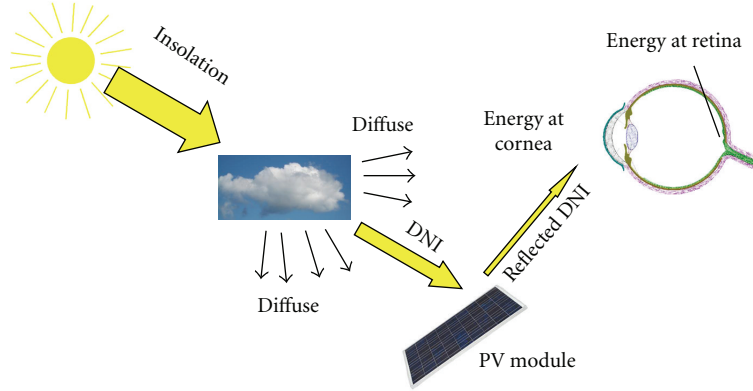 Insolation
Energy at retina
Diffuse
Energy at
cornea
DNI
Reflected DNI
Diffuse
PV module